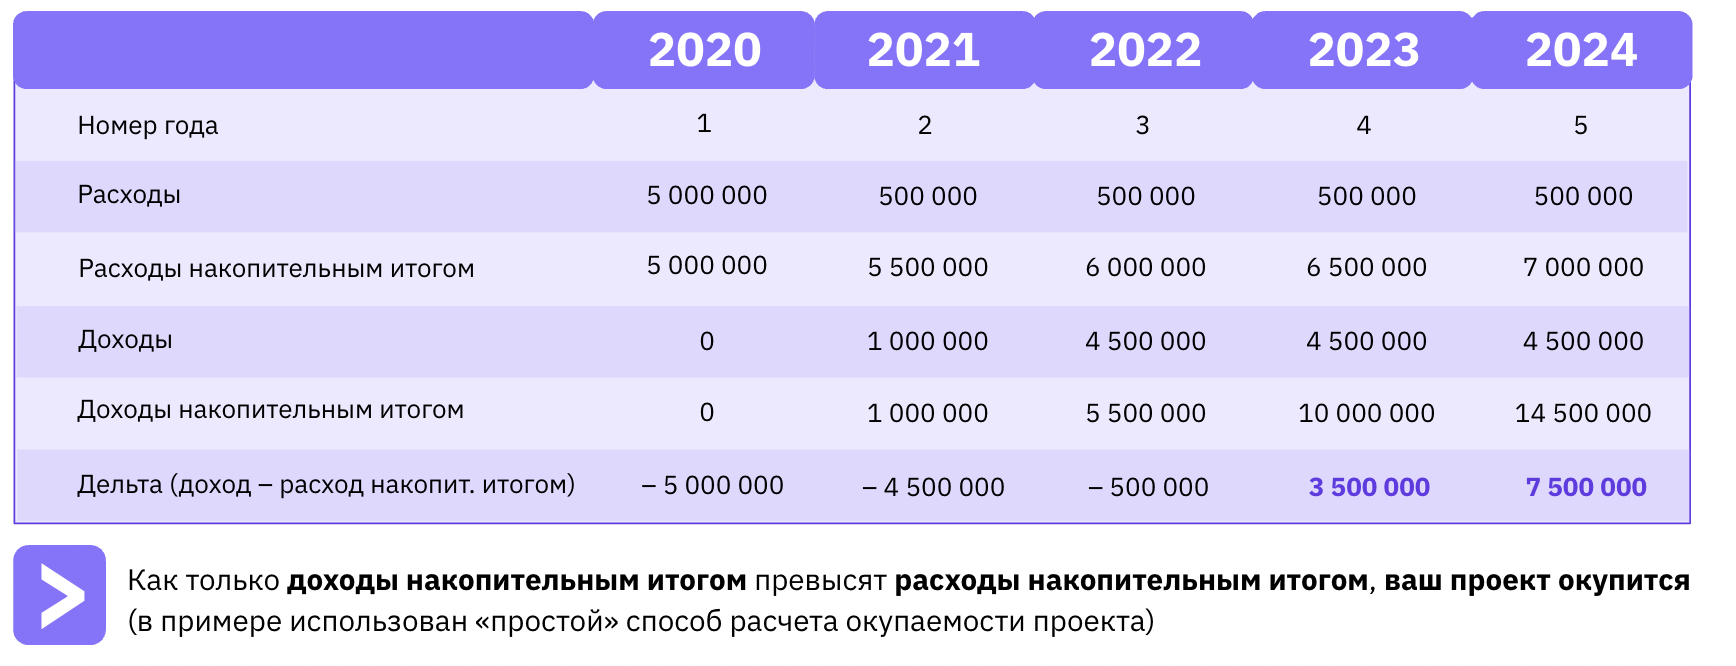 2020 2021 2022 2023 2024
Номер года 1 2 3 4 5
Расходы 5 000 000 500 000 500 000 500 000 500 000
Расходы накопительным итогом 5 000 000 5 500 000 6 000 000 6 500 000 7 000 000
Доходы 0 1 000 000 4 500 000 4 500 000 4 500 000
Доходы накопительным итогом 0 1 000 000 5 500 000 10 000 000 14 500 000
Дельта (доход – расход накопит. итогом) – 5 000 000 – 4 500 000 – 500 000 3 500 000 7 500 000
Как только доходы накопительным итогом превысят расходы накопительным итогом, ваш проект окупится
(в примере использован «простой» способ расчета окупаемости проекта)